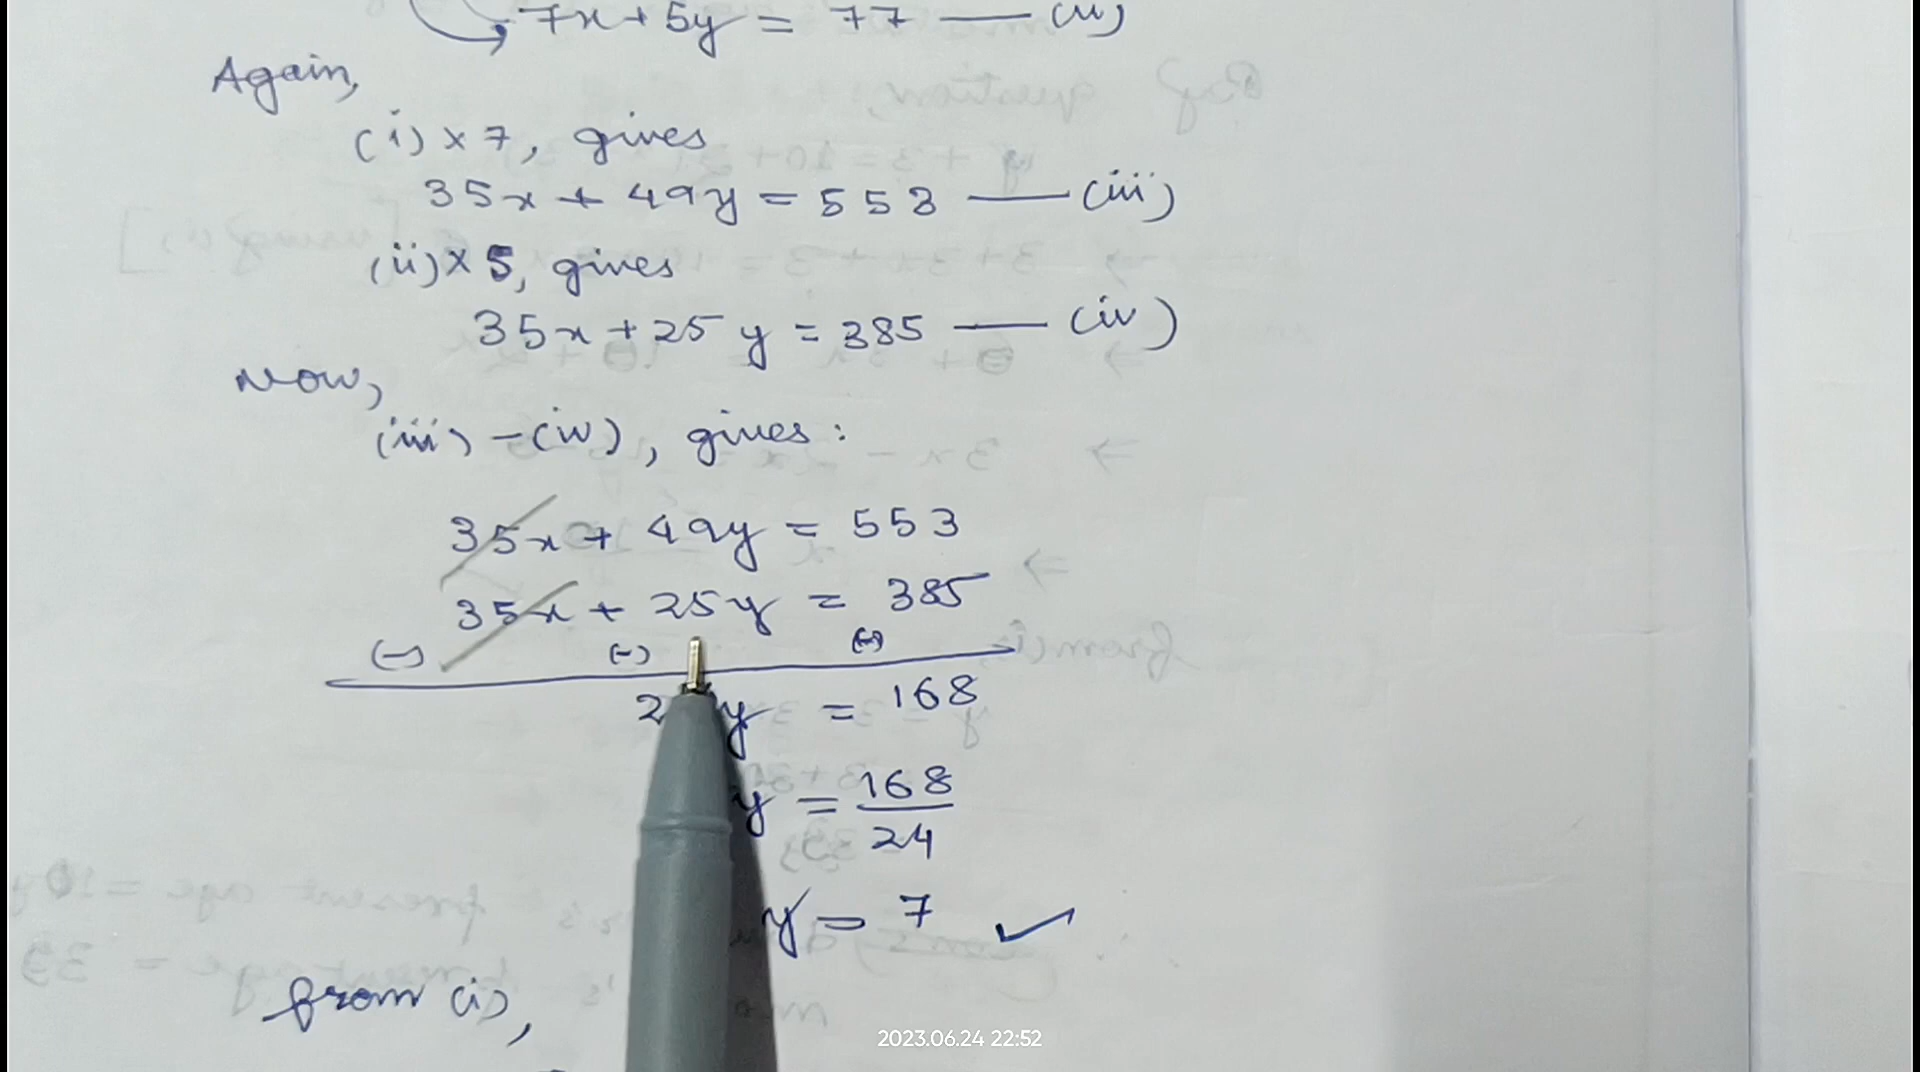 7x + 5y = 77 — (ii)
Again,
(i) × 7, gives
35x + 49y = 553 — (iii)
(ii) × 5, gives
35x + 25y = 385 — (iv)
Now,
(iii) - (iv), gives:
35x + 49y = 553
35x + 25y = 385
(-) (-) (-)
2 y = 168
y = 168
24
y = 7 ✓
from (i),
2023.06.24 22:52